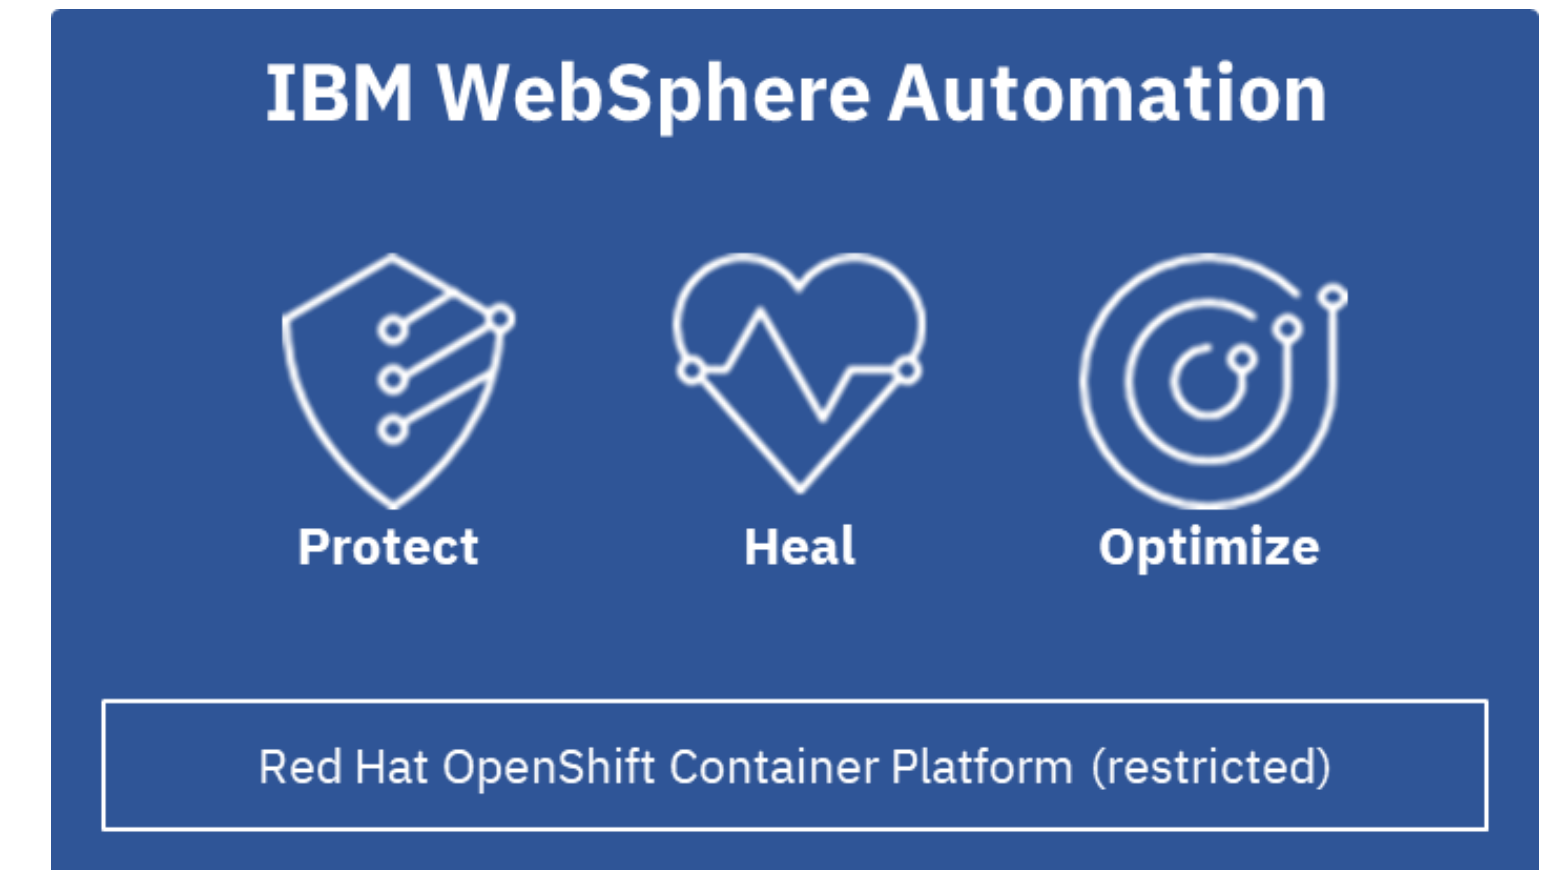 IBM WebSphere Automation
Protect
Heal
Optimize
Red Hat OpenShift Container Platform (restricted)